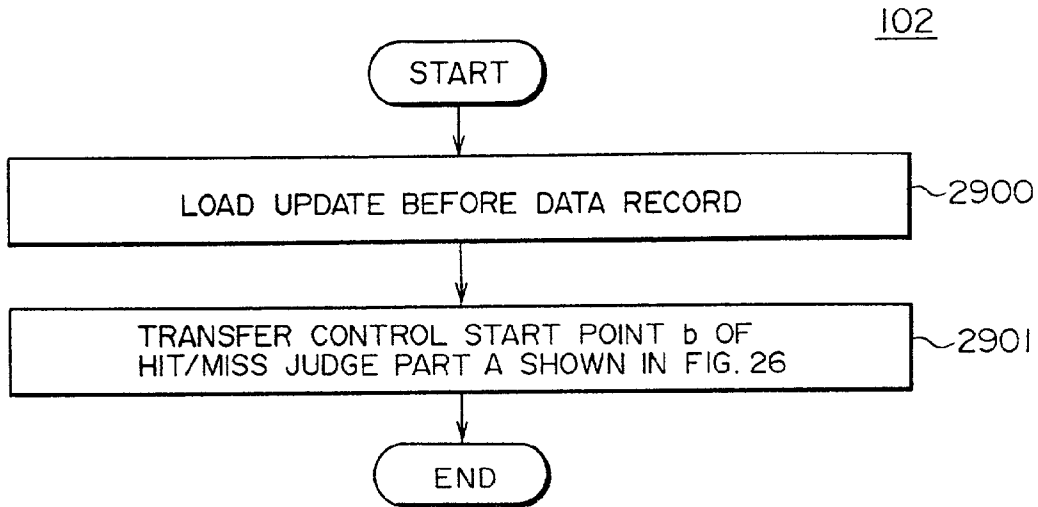 102
START
LOAD UPDATE BEFORE DATA RECORD
2900
TRANSFER CONTROL START POINT b OF
HIT/MISS JUDGE PART A SHOWN IN FIG. 26
2901
END